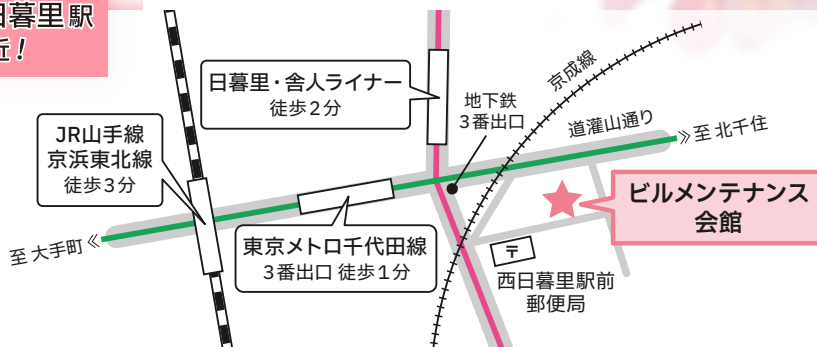 日暮里駅
近!
日暮里・舎人ライナー
徒歩2分
地下鉄
3番出口
京成線
道灌山通り
至 北千住
JR山手線
京浜東北線
徒歩3分
ビルメンテナンス
会館
至 大手町
東京メトロ千代田線
3番出口 徒歩1分
〒
西日暮里駅前
郵便局